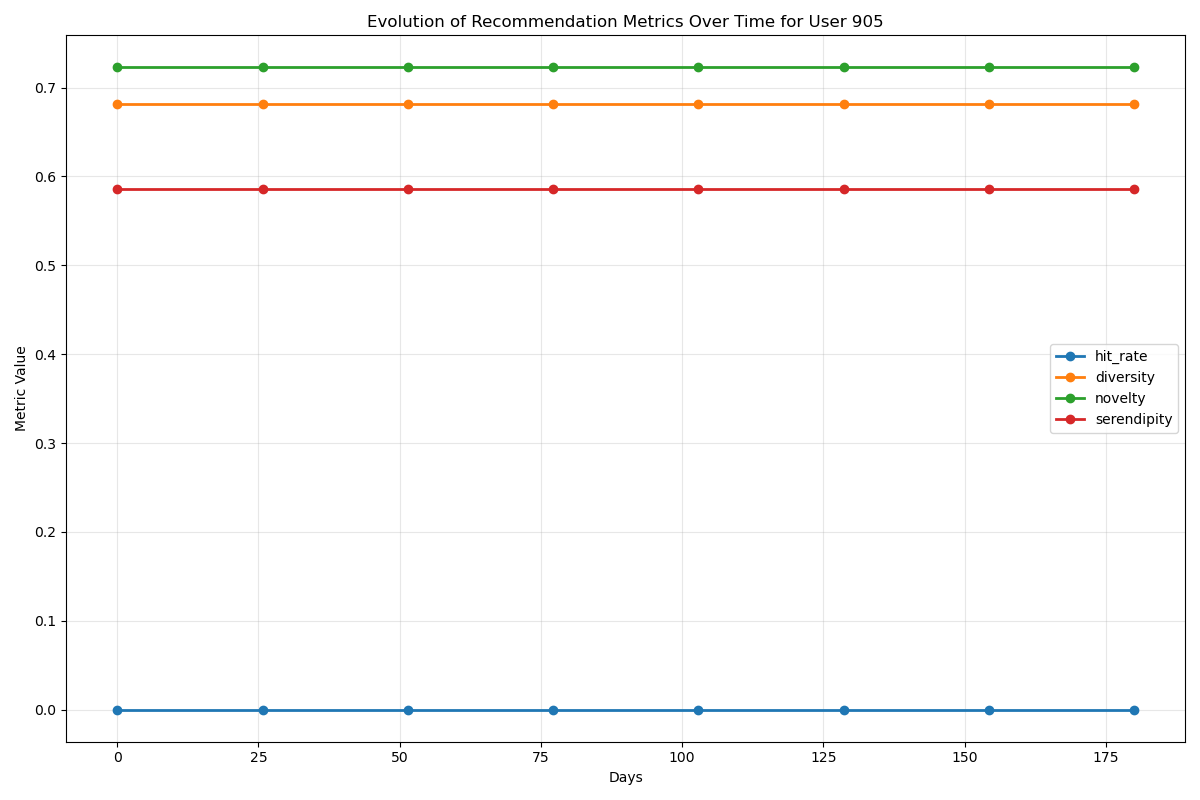 Evolution of Recommendation Metrics Over Time for User 905
Metric Value
0.7
0.6
0.5
0.4
0.3
0.2
0.1
0.0
hit_rate
diversity
novelty
serendipity
0 25 50 75 100 125 150 175
Days